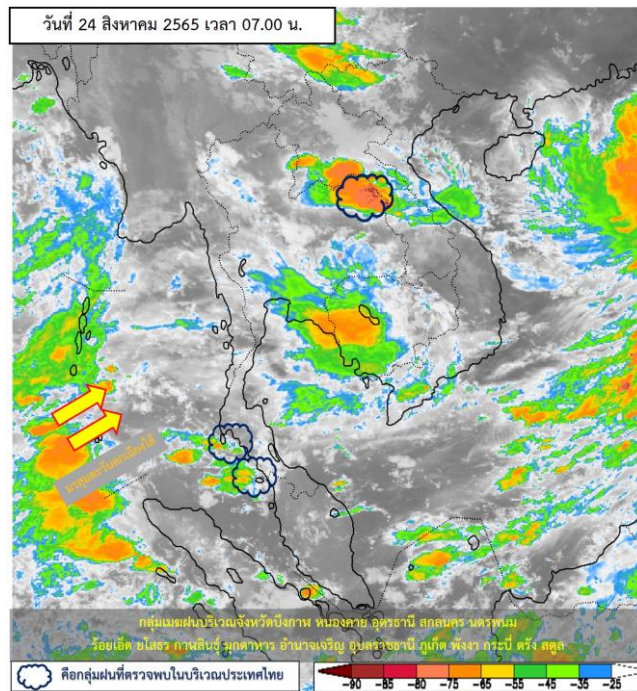 วันที่ 24 สิงหาคม 2565 เวลา 07.00 น.
มรสุมตะวันตกเฉียงใต้
กลุ่มเมฆฝนบริเวณจังหวัดบึงกาฬ หนองคาย อุดรธานี สกลนคร นครพนม
ร้อยเอ็ด ยโสธร กาฬสินธุ์ มุกดาหาร อำนาจเจริญ อุบลราชธานี ภูเก็ต พังงา กระบี่ ตรัง สตูล
คือกลุ่มฝนที่ตรวจพบในบริเวณประเทศไทย
-90 -85 -80 -75 -65 -55 -45 -35 -25